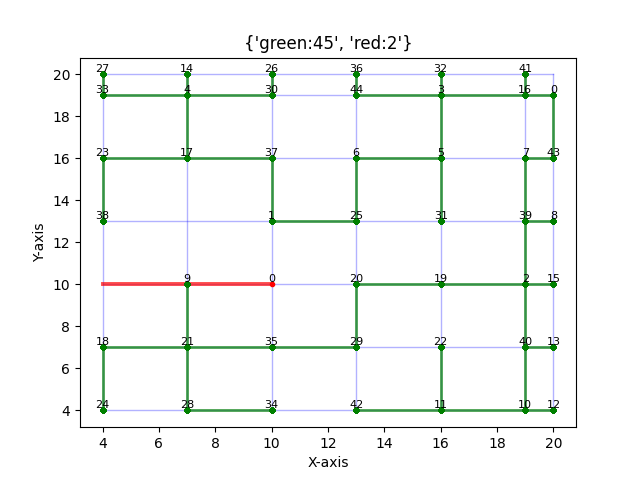 {'green:45', 'red:2'}
27 14 26 36 32 41
20
33 4 30 44 3 16 0
18
23 17 37 6 5 7 43
16
14
38 1 25 31 39 8
12
9 0 20 19 2 15
10
8
18 21 35 29 22 40 13
6
24 28 34 42 11 10 12
4
4 6 8 10 12 14 16 18 20
X-axis
Y-axis